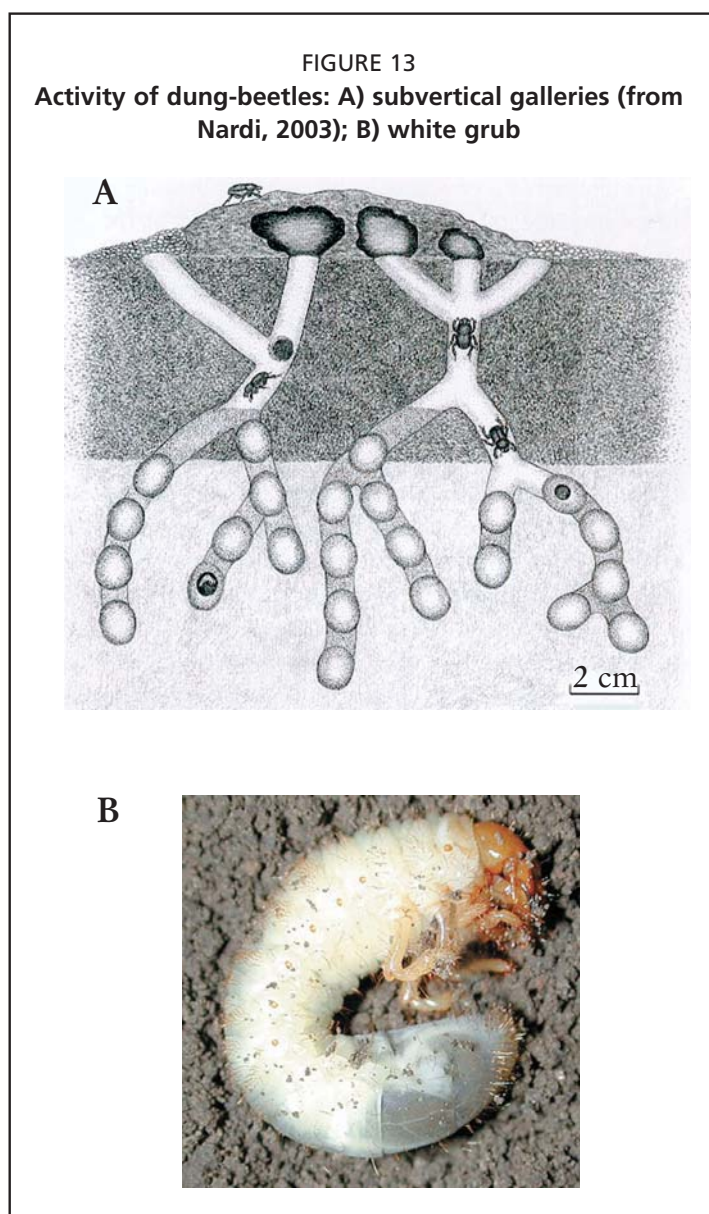 FIGURE 13
Activity of dung-beetles: A) subvertical galleries (from
Nardi, 2003); B) white grub
A
2 cm
B